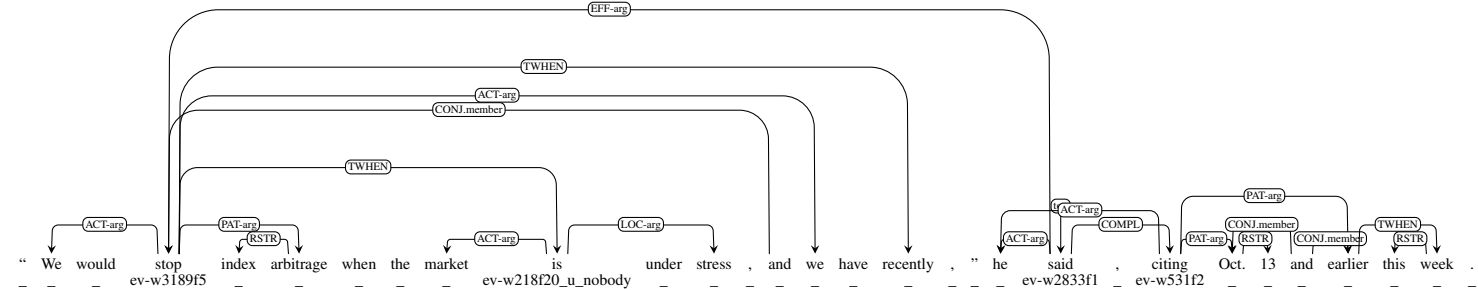 EFF-arg
TWHEN
ACT-arg
CONJ.member
TWHEN
PAT-arg
ACT-arg
ACT-arg PAT-arg LOC-arg COMPL CONJ.member TWHEN
RSTR ACT-arg ACT-arg PAT-arg RSTR CONJ.member RSTR
“ We would stop index arbitrage when the market is under stress , and we have recently , ” he said , citing Oct. 13 and earlier this week .
_ _ _ ev-w3189f5 _ _ _ _ _ ev-w218f20_u_nobody _ _ _ _ _ _ _ _ _ _ ev-w2833f1 _ ev-w531f2 _ _ _ _ _ _ _